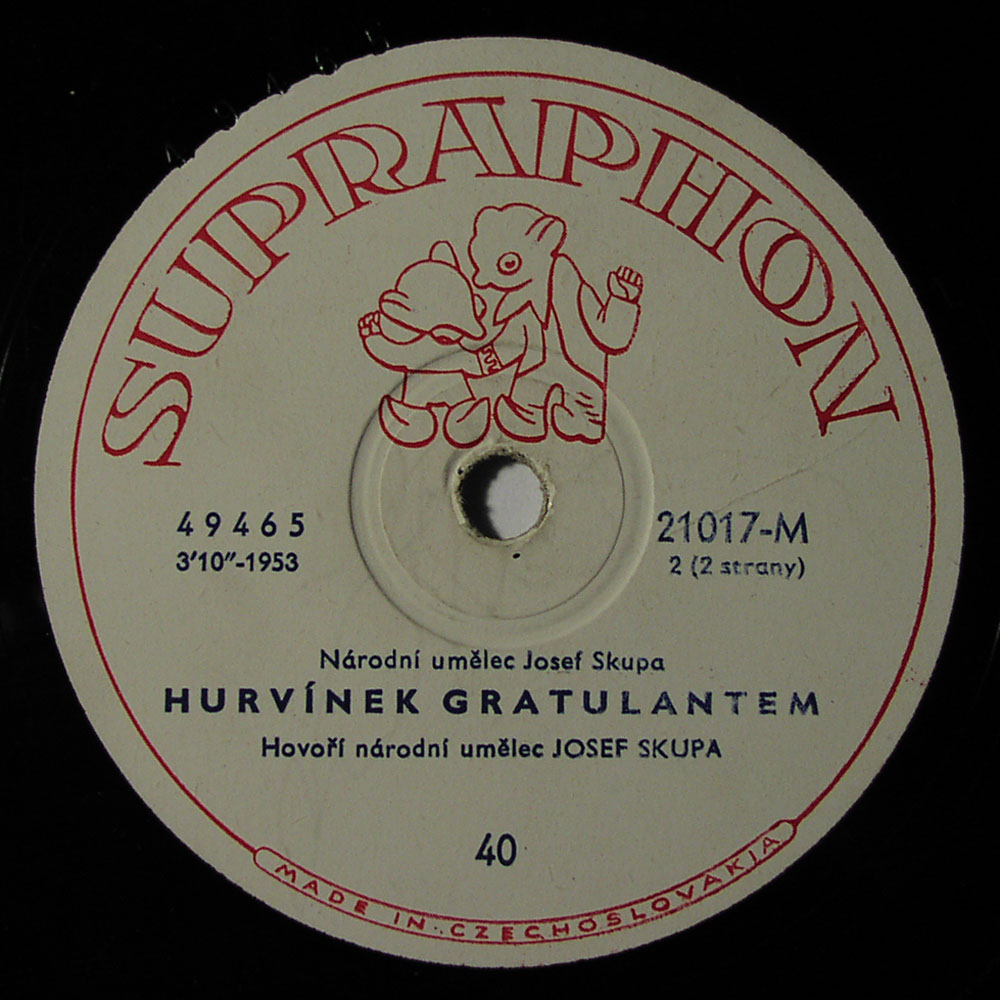 SUPRAPHON
49465
3'10"-1953
21017-M
2 (2 strany)
Národní umělec Josef Skupa
HURVÍNEK GRATULANTEM
Hovoří národní umělec JOSEF SKUPA
40
MADE IN CZECHOSLOVAKIA